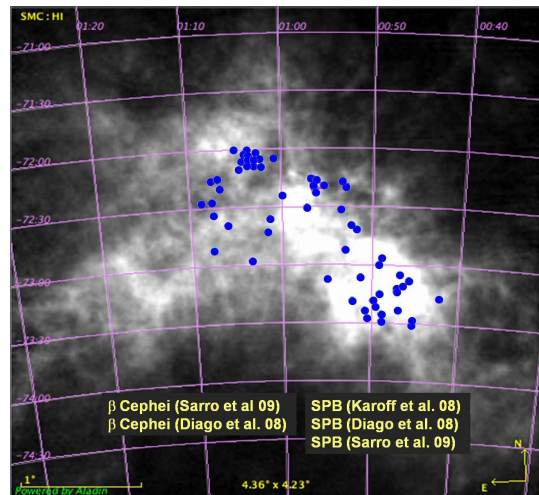 SMC : HI
01:20
01:10
01:00
00:50
00:40
-71:00
-71:30
-72:00
-72:30
-73:00
-73:30
-74:00
-74:30
β Cephei (Sarro et al 09)
β Cephei (Diago et al. 08)
SPB (Karoff et al. 08)
SPB (Diago et al. 08)
SPB (Sarro et al. 09)
N
E
1°
4.36° x 4.23°
Powered by Aladin